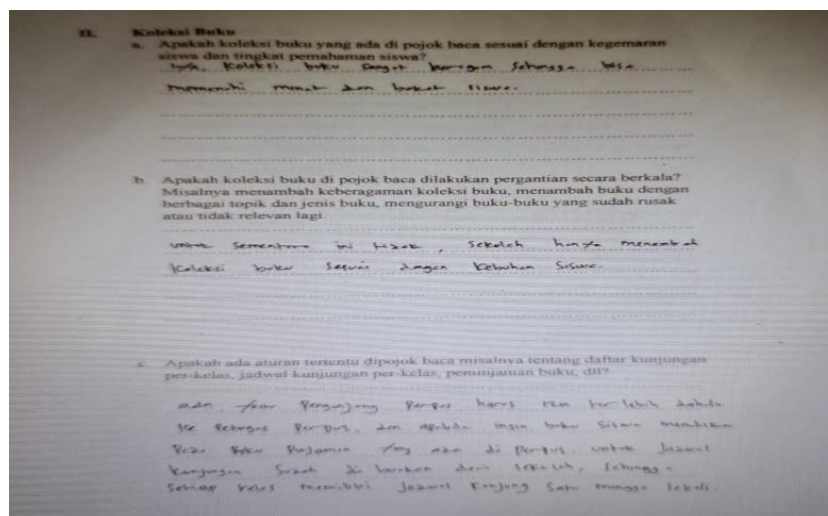 II. Koleksi Buku
a. Apakah koleksi buku yang ada di pojok baca sesuai dengan kegemaran
siswa dan tingkat pemahaman siswa?
koleksi buku sangat beragam sehingga bisa
memenuhi minat dan bakat siswa.
b. Apakah koleksi buku di pojok baca dilakukan pergantian secara berkala?
Misalnya menambah keberagaman koleksi buku, menambah buku dengan
berbagai topik dan jenis buku, mengurangi buku-buku yang sudah rusak
atau tidak relevan lagi
untuk sementara ini tidak, sekolah hanya menambah
koleksi buku sesuai dengan kebutuhan siswa.
c. Apakah ada aturan tertentu dipojok baca misalnya tentang daftar kunjungan
per-kelas, jadwal kunjungan per-kelas, peminjaman buku, dll?
ada, Pengunjung Perpus harus izin terlebih dahulu
ke Petugas Perpus, dan apabila ingin buku siswa
buku Pinjaman yang ada di Perpus, untuk Jadwal
Kunjungan sudah di dari sekolah, sehingga
setiap kelas memiliki Jadwal Kunjung satu minggu sekali.